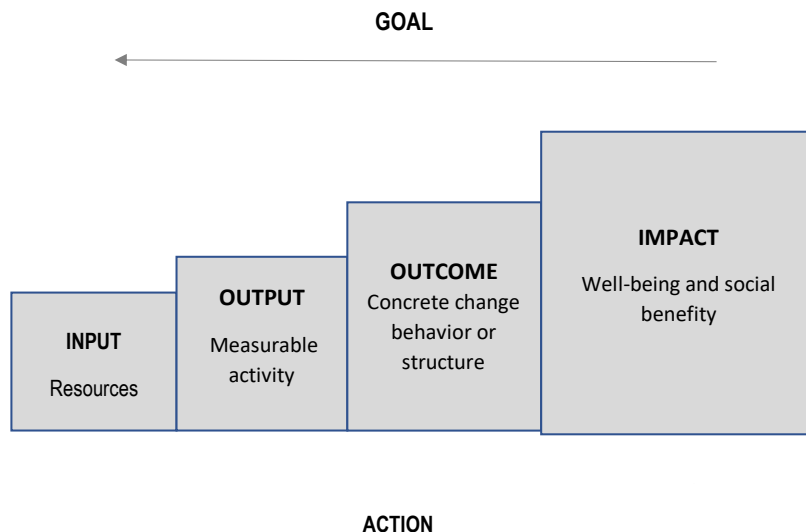 GOAL
INPUT
Resources
OUTPUT
Measurable
activity
OUTCOME
Concrete change
behavior or
structure
IMPACT
Well-being and social
benefity
ACTION